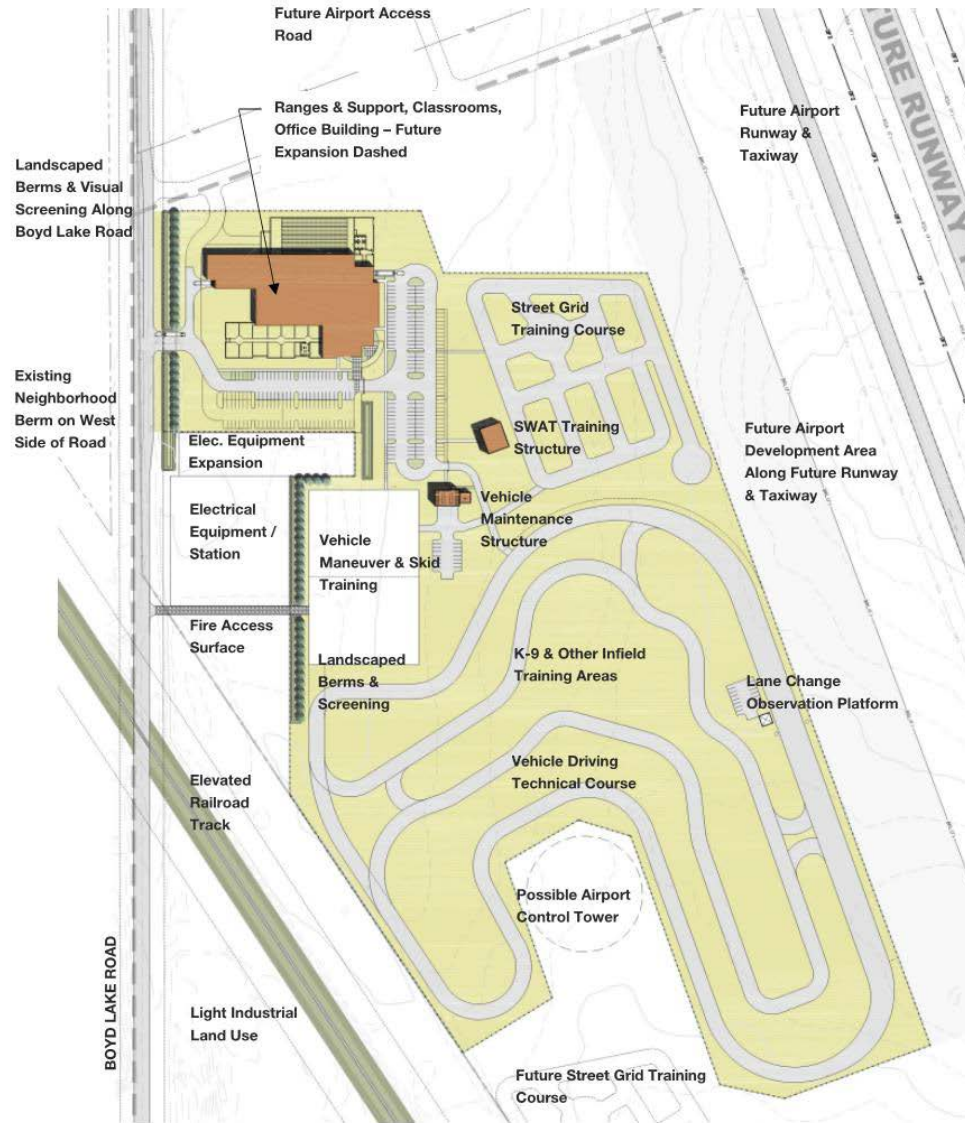 Future Airport Access
Road
Ranges & Support, Classrooms,
Office Building – Future
Expansion Dashed
Future Airport
Runway &
Taxiway
TURE RUNWAY
Landscaped
Berms & Visual
Screening Along
Boyd Lake Road
Street Grid
Training Course
Existing
Neighborhood
Berm on West
Side of Road
SWAT Training
Structure
Future Airport
Development Area
Along Future Runway
& Taxiway
Elec. Equipment
Expansion
Electrical
Equipment /
Station
Vehicle
Maneuver & Skid
Training
Vehicle
Maintenance
Structure
Fire Access
Surface
Landscaped
Berms &
Screening
K-9 & Other Infield
Training Areas
Lane Change
Observation Platform
Elevated
Railroad
Track
Vehicle Driving
Technical Course
Possible Airport
Control Tower
BOYD LAKE ROAD
Light Industrial
Land Use
Future Street Grid Training
Course